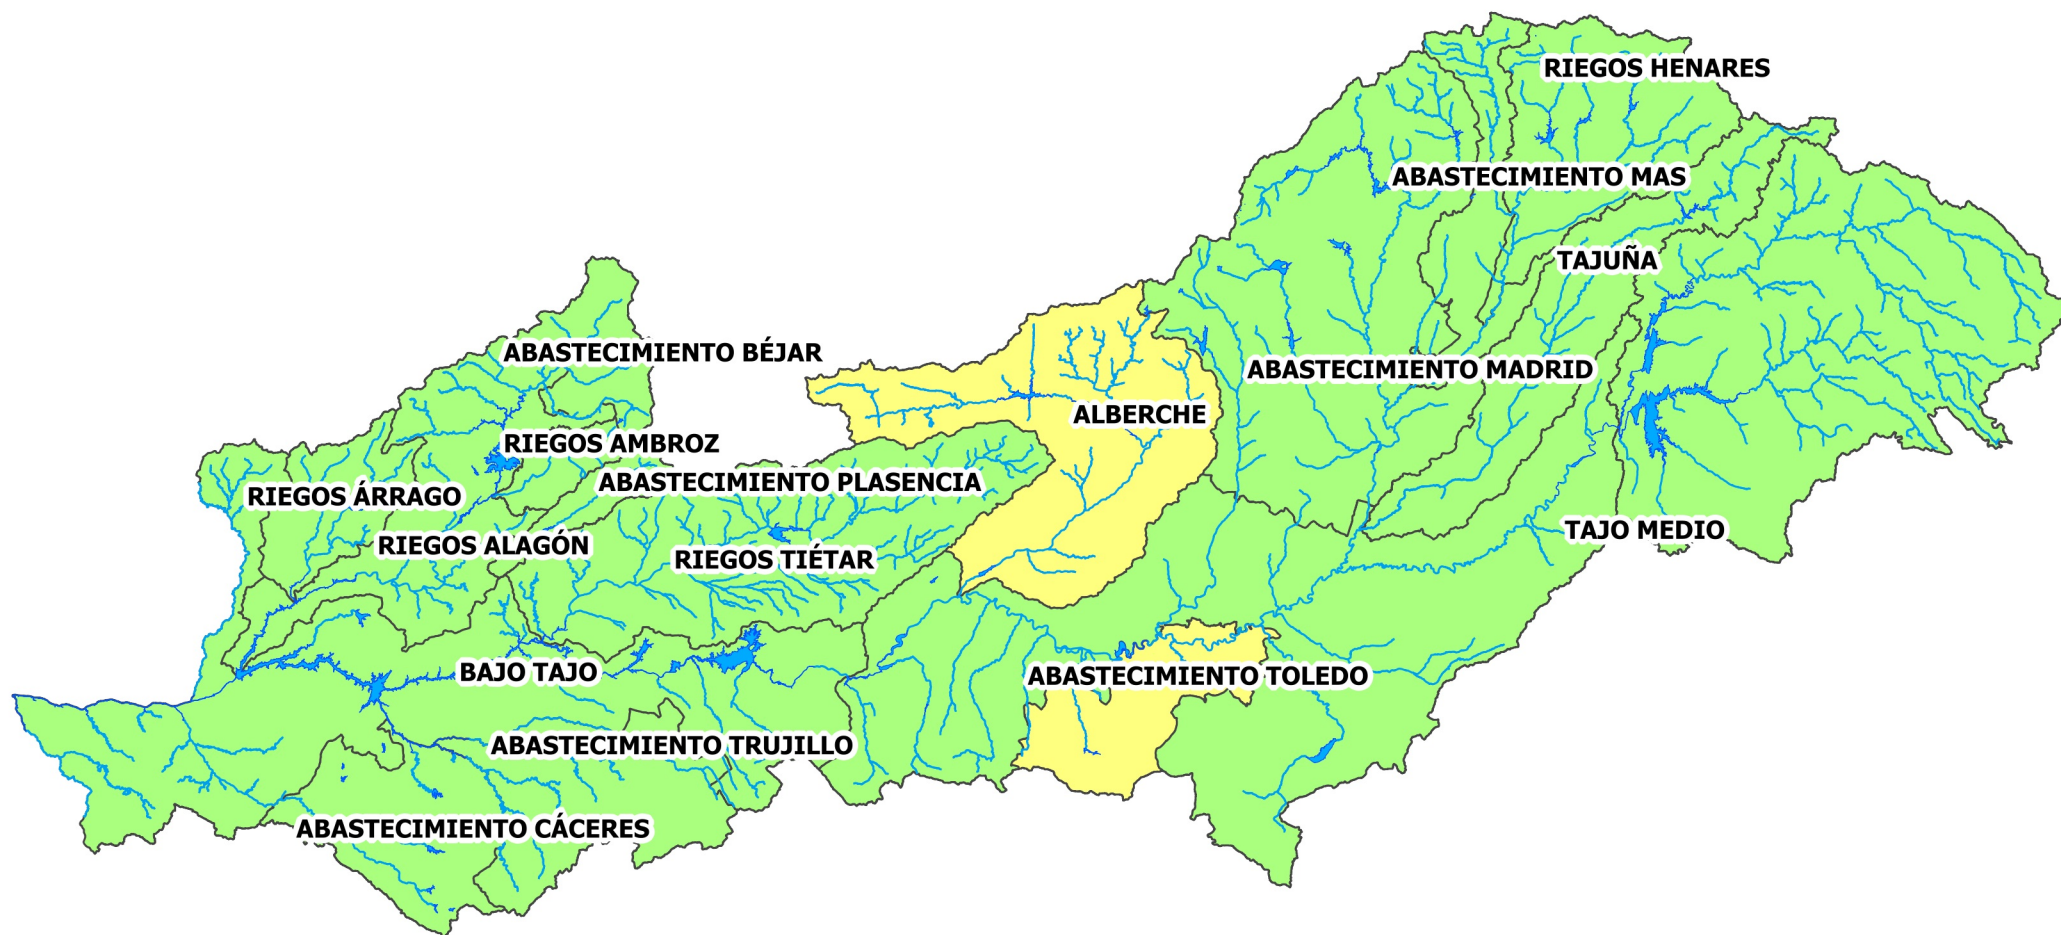 RIEGOS HENARES
ABASTECIMIENTO MAS
TAJUÑA
ABASTECIMIENTO BÉJAR
ABASTECIMIENTO MADRID
ALBERCHE
RIEGOS AMBROZ
ABASTECIMIENTO PLASENCIA
RIEGOS ÁRRAGO
TAJO MEDIO
RIEGOS ALAGÓN
RIEGOS TIÉTAR
BAJO TAJO
ABASTECIMIENTO TOLEDO
ABASTECIMIENTO TRUJILLO
ABASTECIMIENTO CÁCERES